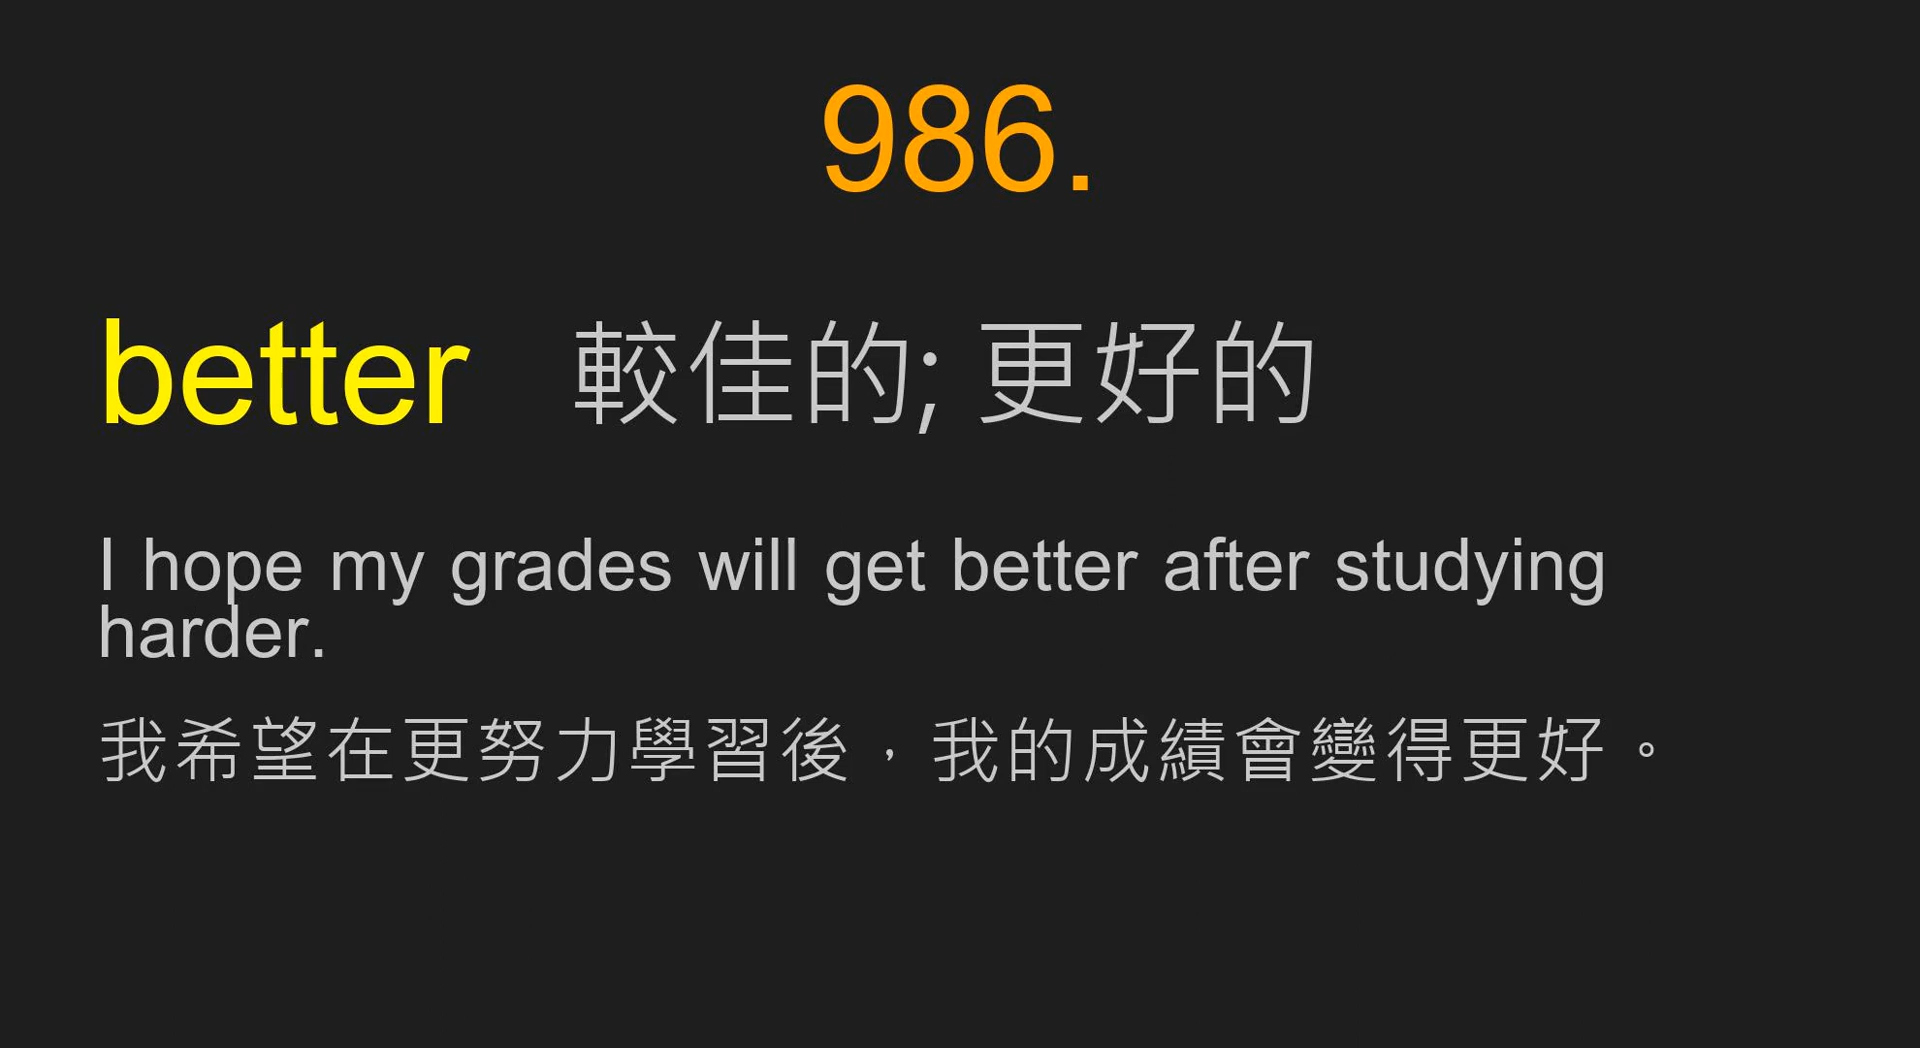 986.
better 較佳的; 更好的
I hope my grades will get better after studying
harder.
我希望在更努力學習後，我的成績會變得更好。